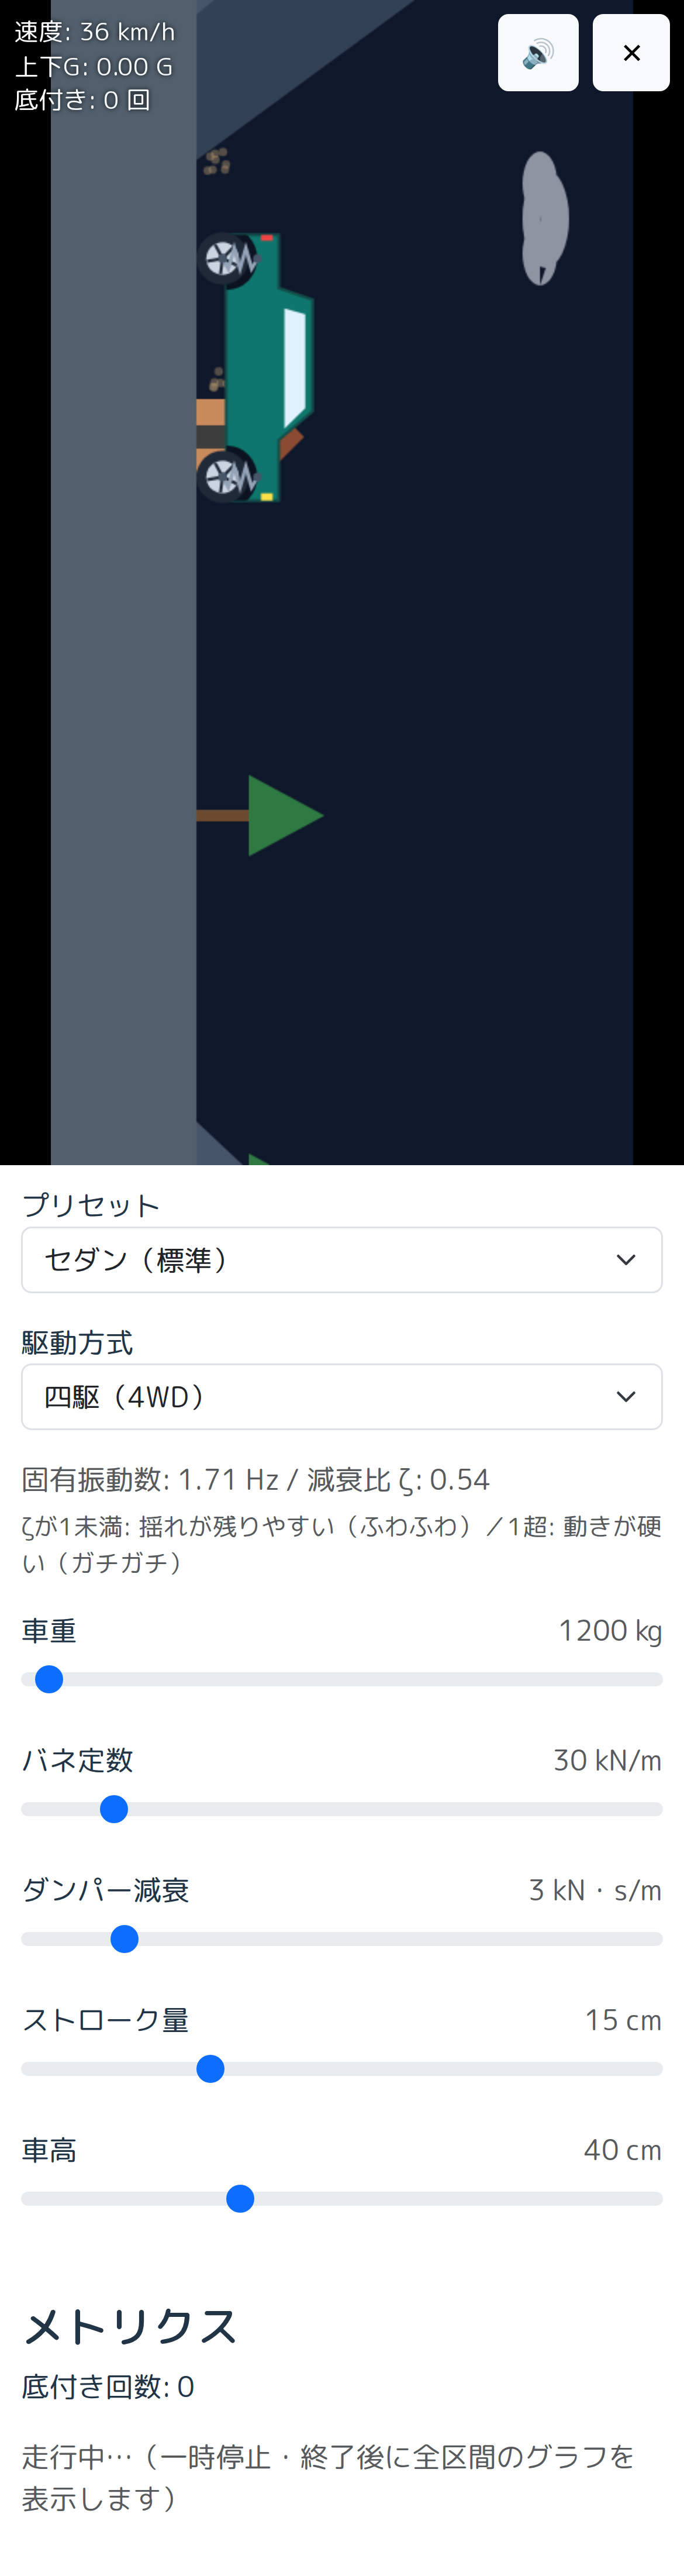 速度: 36 km/h
上下G: 0.00 G
底付き: 0 回
プリセット
セダン（標準）
駆動方式
四駆（4WD）
固有振動数: 1.71 Hz / 減衰比 ζ: 0.54
ζが1未満: 揺れが残りやすい（ふわふわ）／1超: 動きが硬
い（ガチガチ）
車重 1200 kg
バネ定数 30 kN/m
ダンパー減衰 3 kN・s/m
ストローク量 15 cm
車高 40 cm
メトリクス
底付き回数: 0
走行中…（一時停止・終了後に全区間のグラフを
表示します）